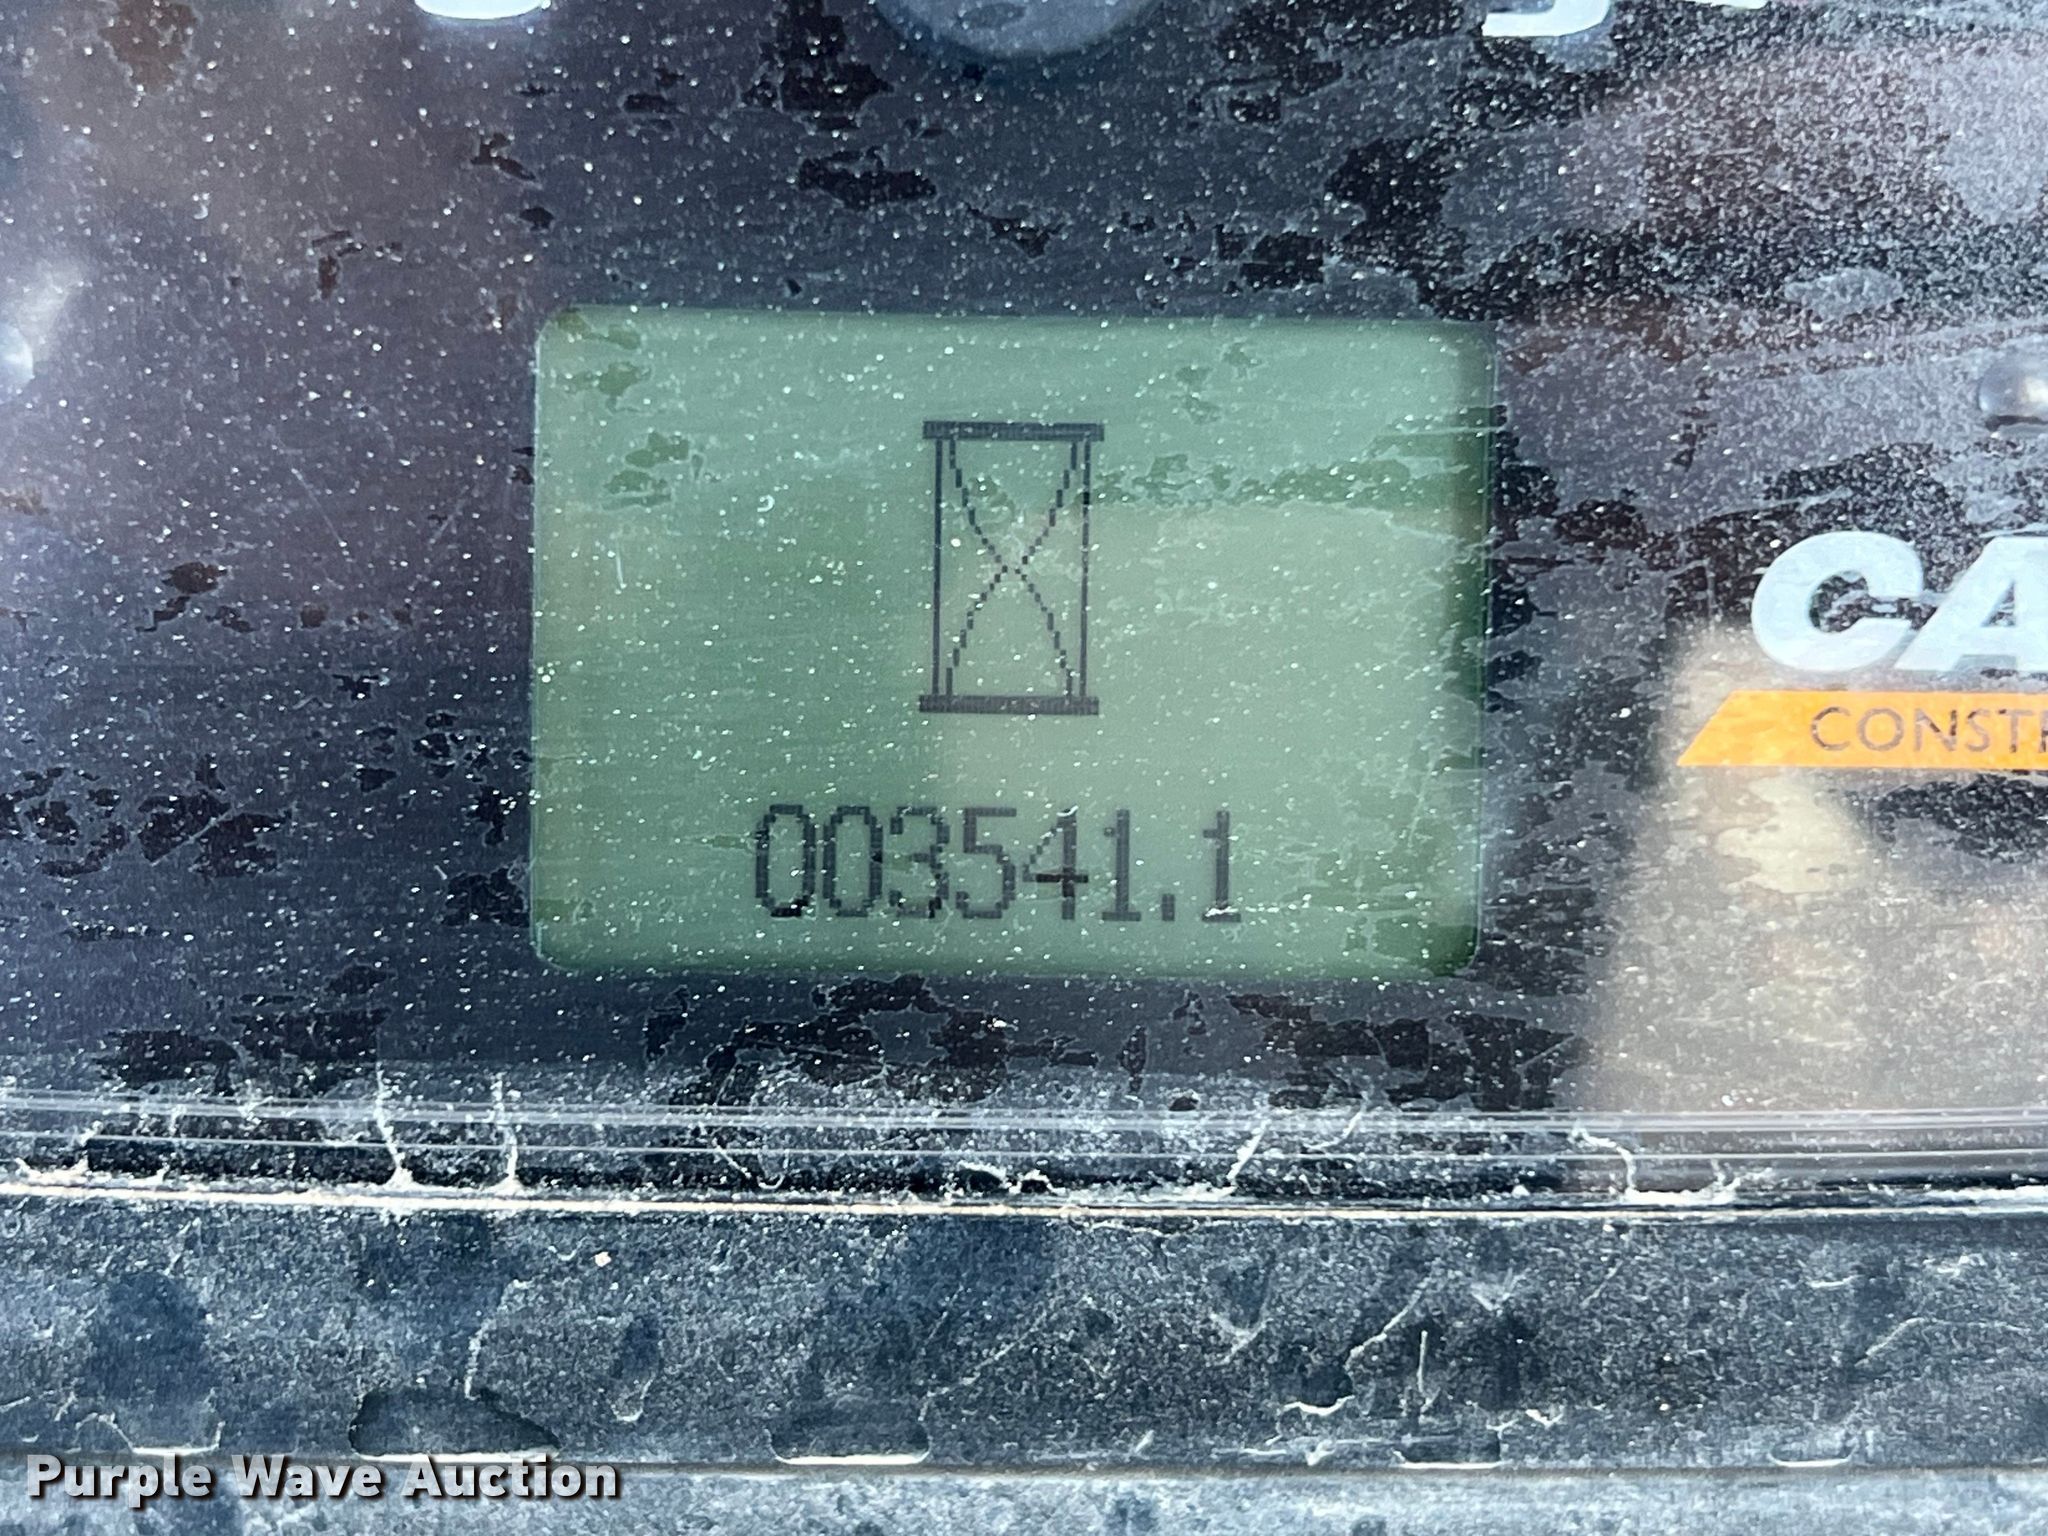 003541.1
CA
CONST
Purple Wave Auction